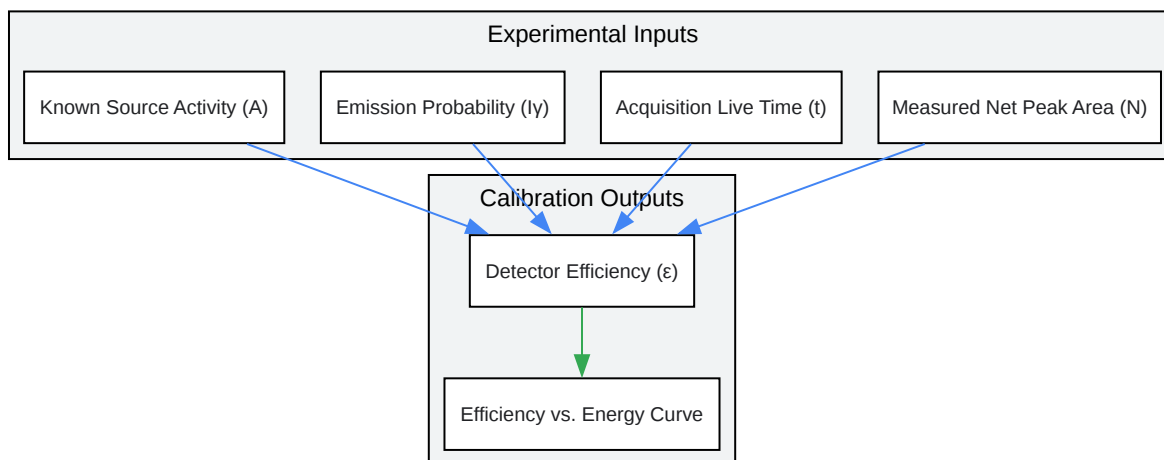 Experimental Inputs
Known Source Activity (A)
Emission Probability (Iγ)
Acquisition Live Time (t)
Measured Net Peak Area (N)
Calibration Outputs
Detector Efficiency (ε)
Efficiency vs. Energy Curve